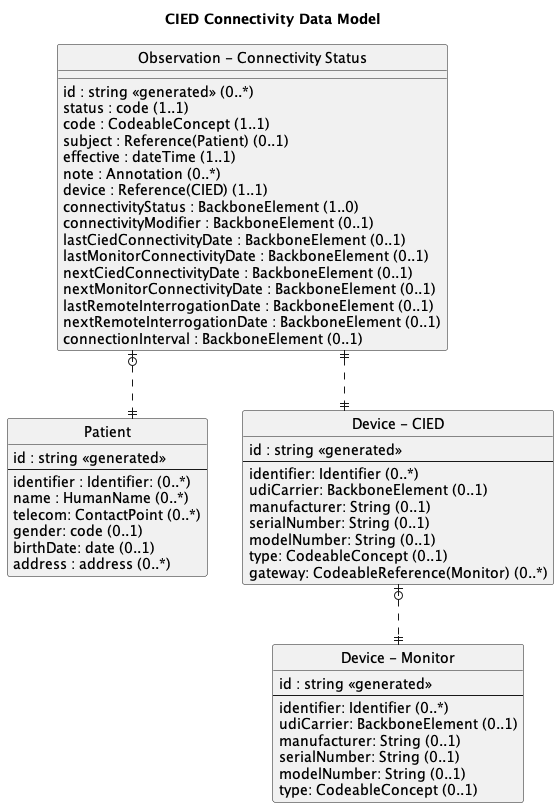 CIED Connectivity Data Model
Observation – Connectivity Status
id : string «generated» (0..*)
status : code (1..1)
code : CodeableConcept (1..1)
subject : Reference(Patient) (0..1)
effective : dateTime (1..1)
note : Annotation (0..*)
device : Reference(CIED) (1..1)
connectivityStatus : BackboneElement (1..0)
connectivityModifier : BackboneElement (0..1)
lastCiedConnectivityDate : BackboneElement (0..1)
lastMonitorConnectivityDate : BackboneElement (0..1)
nextCiedConnectivityDate : BackboneElement (0..1)
nextMonitorConnectivityDate : BackboneElement (0..1)
lastRemoteInterrogationDate : BackboneElement (0..1)
nextRemoteInterrogationDate : BackboneElement (0..1)
connectionInterval : BackboneElement (0..1)
Patient
id : string «generated»
identifier : Identifier: (0..*)
name : HumanName (0..*)
telecom: ContactPoint (0..*)
gender: code (0..1)
birthDate: date (0..1)
address : address (0..*)
Device – CIED
id : string «generated»
identifier: Identifier (0..*)
udiCarrier: BackboneElement (0..1)
manufacturer: String (0..1)
serialNumber: String (0..1)
modelNumber: String (0..1)
type: CodeableConcept (0..1)
gateway: CodeableReference(Monitor) (0..*)
Device – Monitor
id : string «generated»
identifier: Identifier (0..*)
udiCarrier: BackboneElement (0..1)
manufacturer: String (0..1)
serialNumber: String (0..1)
modelNumber: String (0..1)
type: CodeableConcept (0..1)